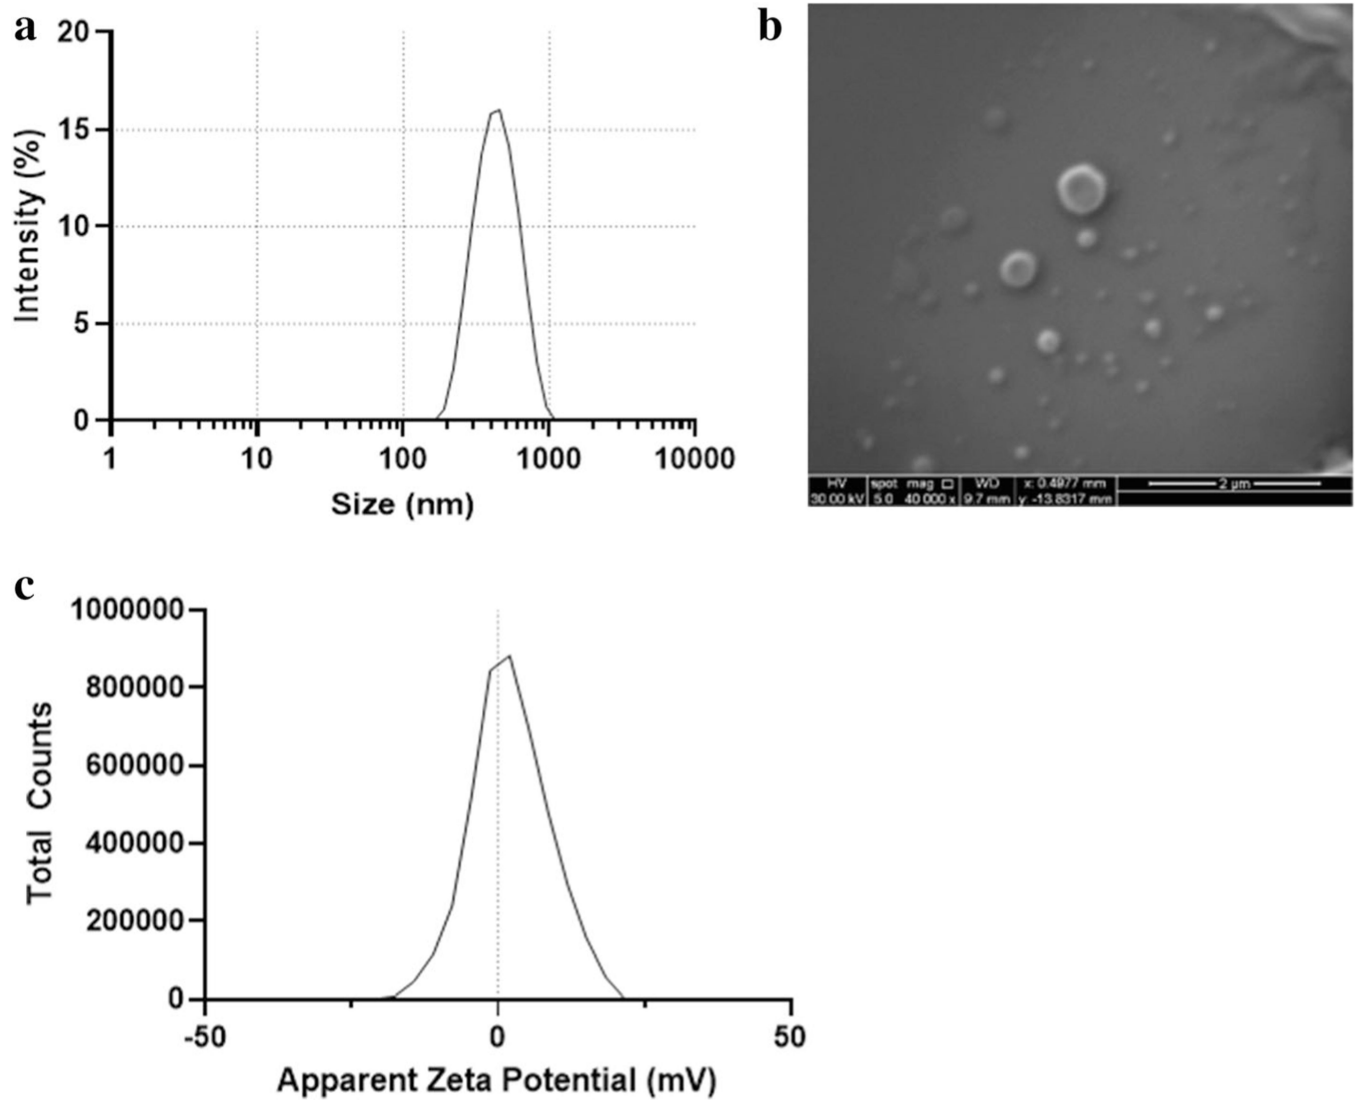 a
20
15
10
5
0
Intensity (%)
1 10 100 1000 10000
Size (nm)
b
HV spot mag □ WD x: 0.4977 mm 2 µm
30.00 kV 5.0 40 000 x 9.7 mm y: -13.8317 mm
c
1000000
800000
600000
400000
200000
0
Total Counts
-50 0 50
Apparent Zeta Potential (mV)